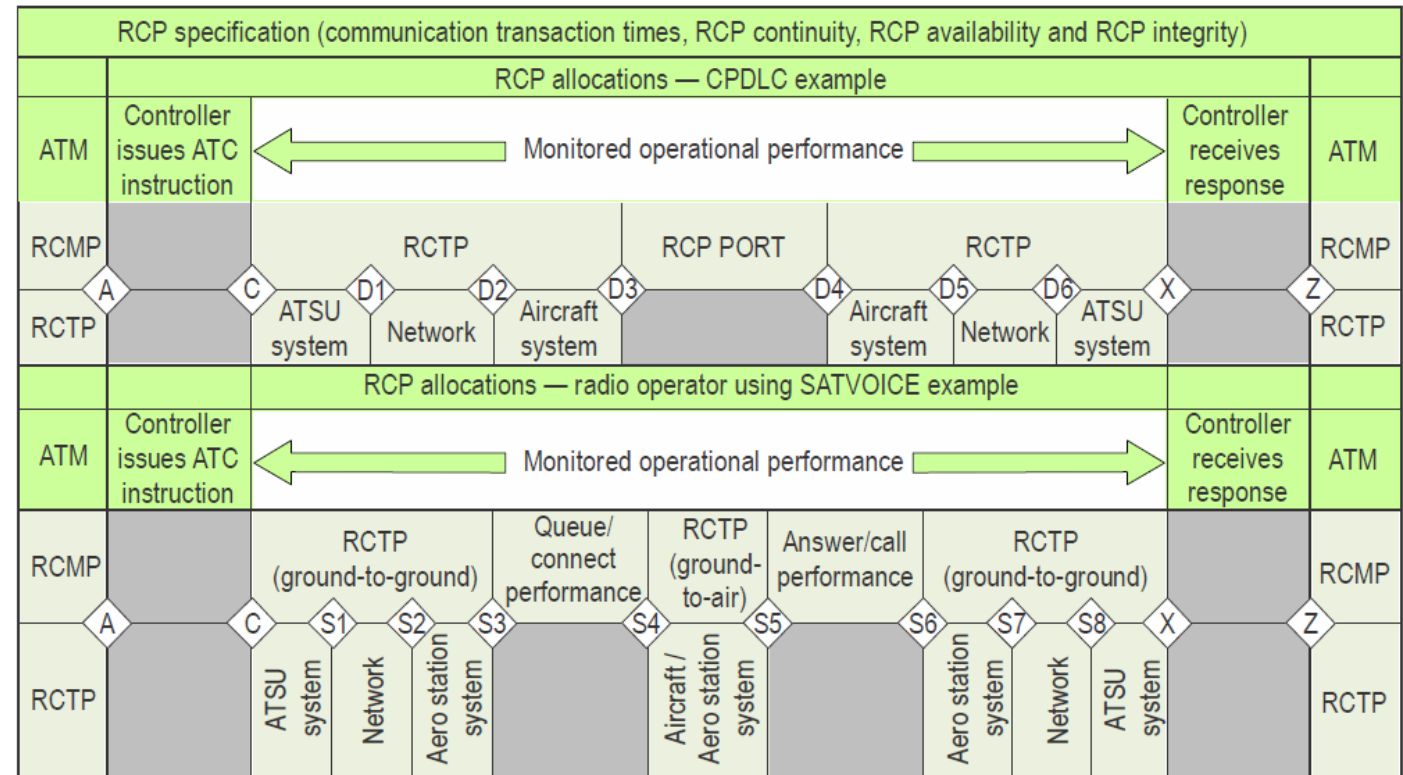 RCP specification (communication transaction times, RCP continuity, RCP availability and RCP integrity)
RCP allocations — CPDLC example
ATM
Controller
issues ATC
instruction
Monitored operational performance
Controller
receives
response
ATM
RCMP
RCTP
RCP PORT
RCTP
RCMP
A
C
D1
D2
D3
D4
D5
D6
X
Z
RCTP
ATSU
system
Network
Aircraft
system
Aircraft
system
Network
ATSU
system
RCTP
RCP allocations — radio operator using SATVOICE example
ATM
Controller
issues ATC
instruction
Monitored operational performance
Controller
receives
response
ATM
RCMP
RCTP
(ground-to-ground)
Queue/
connect
performance
RCTP
(ground-
to-air)
Answer/call
performance
RCTP
(ground-to-ground)
RCMP
A
C
S1
S2
S3
S4
S5
S6
S7
S8
X
Z
RCTP
ATSU
system
Network
Aero station
system
Aircraft /
Aero station
system
Aero station
system
Network
ATSU
system
RCTP